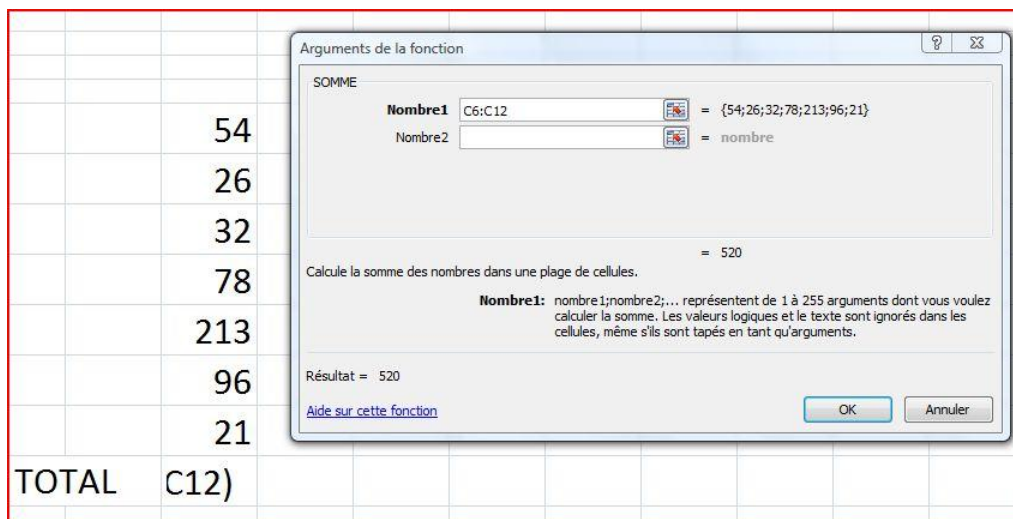 Arguments de la fonction
SOMME
Nombre1 C6:C12 = {54;26;32;78;213;96;21}
Nombre2 = nombre
= 520
Calcule la somme des nombres dans une plage de cellules.
Nombre1: nombre1;nombre2;... représentent de 1 à 255 arguments dont vous voulez
calculer la somme. Les valeurs logiques et le texte sont ignorés dans les
cellules, même s'ils sont tapés en tant qu'arguments.
Résultat = 520
Aide sur cette fonction OK Annuler
54
26
32
78
213
96
21
TOTAL C12)